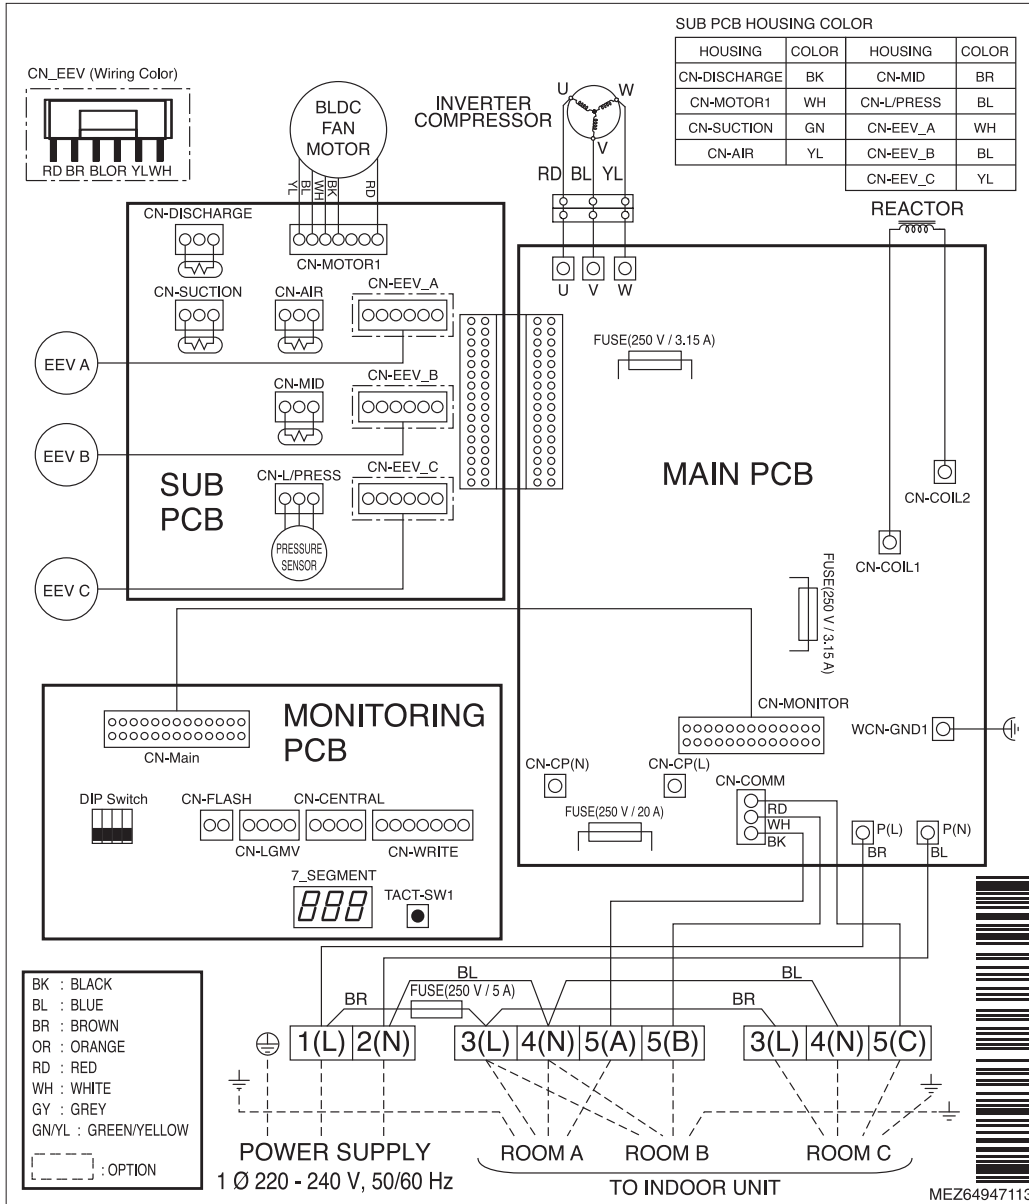 SUB PCB HOUSING COLOR
HOUSING COLOR HOUSING COLOR
CN-DISCHARGE BK CN-MID BR
CN-MOTOR1 WH CN-L/PRESS BL
CN-SUCTION GN CN-EEV_A WH
CN-AIR YL CN-EEV_B BL
CN-EEV_C YL
CN_EEV (Wiring Color)
RD BR BLOR YLWH
BLDC
FAN
MOTOR
YL
BL
WH
BK
RD
INVERTER
COMPRESSOR
U
W
V
RD BL YL
U V W
REACTOR
CN-DISCHARGE
CN-MOTOR1
CN-SUCTION
CN-AIR
CN-EEV_A
EEV A
CN-MID
CN-EEV_B
EEV B
CN-L/PRESS
CN-EEV_C
SUB
PCB
PRESSURE
SENSOR
EEV C
FUSE(250 V / 3.15 A)
MAIN PCB
CN-COIL2
CN-COIL1
FUSE(250 V / 3.15 A)
CN-MONITOR
WCN-GND1
CN-CP(N)
CN-CP(L)
CN-COMM
RD
WH
BK
FUSE(250 V / 20 A)
P(L)
P(N)
BR
BL
MONITORING
PCB
CN-Main
DIP Switch
CN-FLASH
CN-CENTRAL
CN-LGMV
CN-WRITE
7_SEGMENT
888
TACT-SW1
BK : BLACK
BL : BLUE
BR : BROWN
OR : ORANGE
RD : RED
WH : WHITE
GY : GREY
GN/YL : GREEN/YELLOW
: OPTION
BL
BL
BR
FUSE(250 V / 5 A)
BR
1(L) 2(N) 3(L) 4(N) 5(A) 5(B) 3(L) 4(N) 5(C)
POWER SUPPLY
1 Ø 220 - 240 V, 50/60 Hz
ROOM A
ROOM B
ROOM C
TO INDOOR UNIT
MEZ64947113